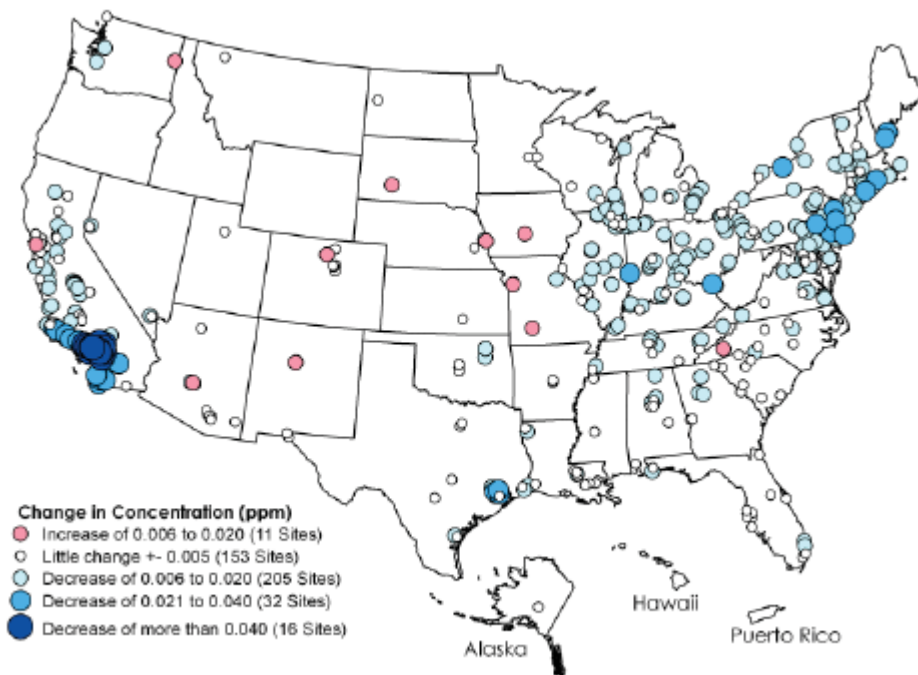 Change in Concentration (ppm)
Increase of 0.006 to 0.020 (11 Sites)
Little change +- 0.005 (153 Sites)
Decrease of 0.006 to 0.020 (205 Sites)
Decrease of 0.021 to 0.040 (32 Sites)
Decrease of more than 0.040 (16 Sites)
Alaska
Hawaii
Puerto Rico